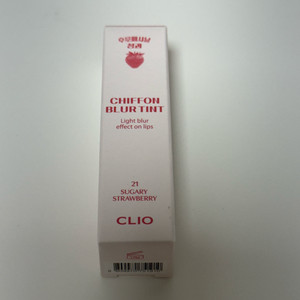 CHIFFON
BLUR TINT
Light blur
effect on lips
21
SUGARY
STRAWBERRY
CLIO